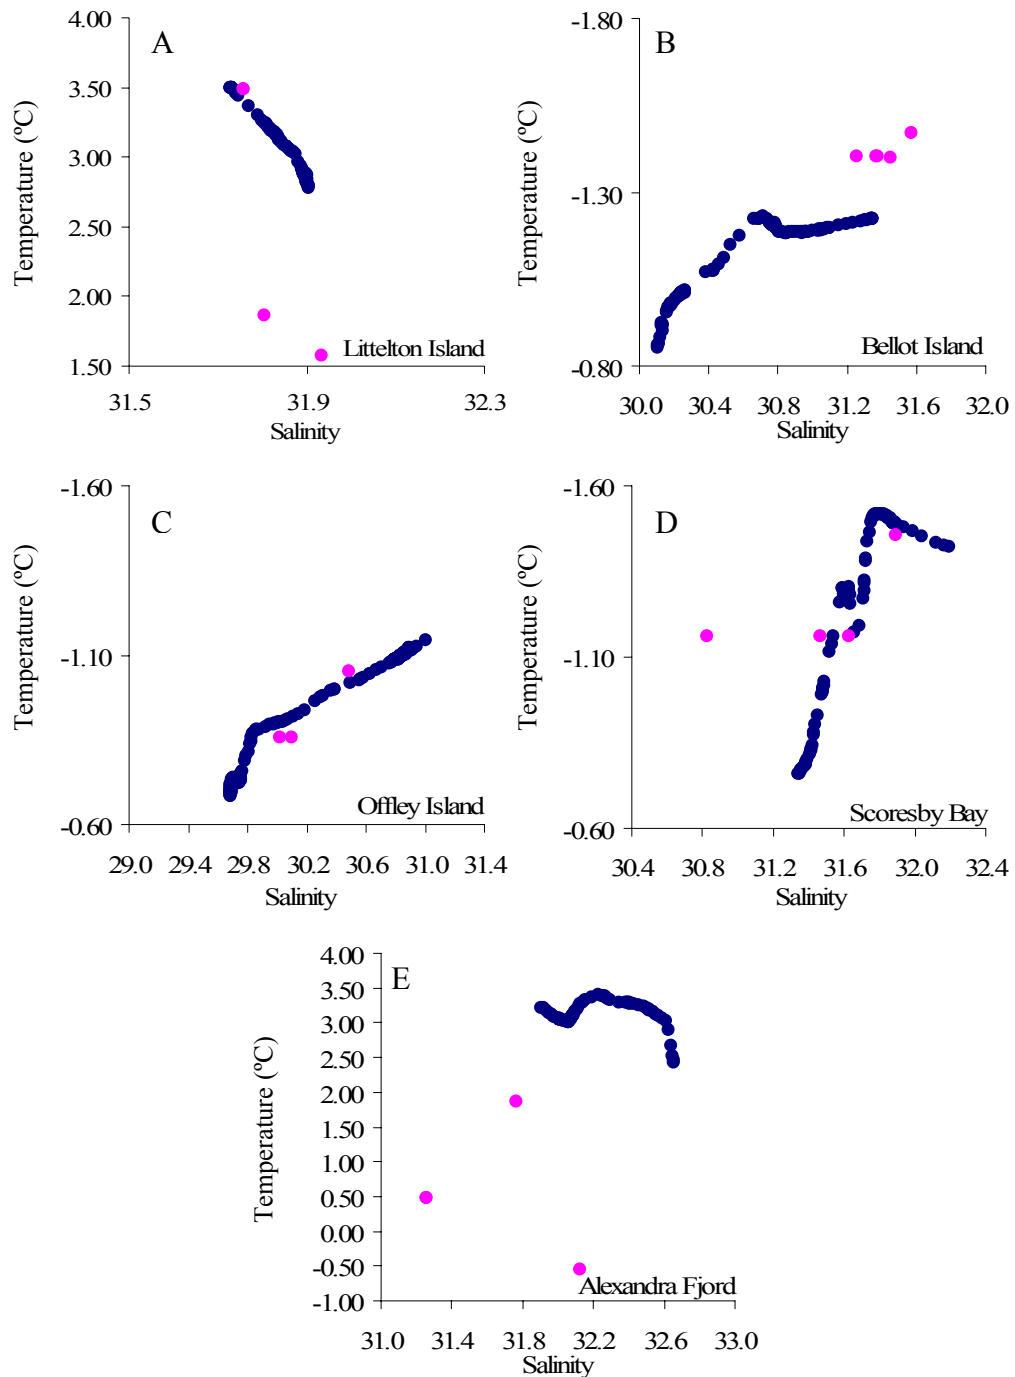 A
Temperature (ºC)
4.00
3.50
3.00
2.50
2.00
1.50
31.5 31.9 32.3
Salinity
Littelton Island
B
Temperature (ºC)
-1.80
-1.30
-0.80
30.0 30.4 30.8 31.2 31.6 32.0
Salinity
Bellot Island
C
Temperature (ºC)
-1.60
-1.10
-0.60
29.0 29.4 29.8 30.2 30.6 31.0 31.4
Salinity
Offley Island
D
Temperature (ºC)
-1.60
-1.10
-0.60
30.4 30.8 31.2 31.6 32.0 32.4
Salinity
Scoresby Bay
E
Temperature (ºC)
4.00
3.50
3.00
2.00
1.50
1.00
0.50
0.00
-0.50
-1.00
31.0 31.4 31.8 32.2 32.6 33.0
Salinity
Alexandra Fjord